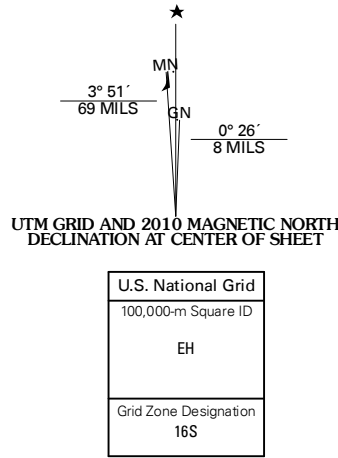 MN
3° 51´
69 MILS
GN
0° 26´
8 MILS
UTM GRID AND 2010 MAGNETIC NORTH
DECLINATION AT CENTER OF SHEET
U.S. National Grid
100,000-m Square ID
EH
Grid Zone Designation
16S